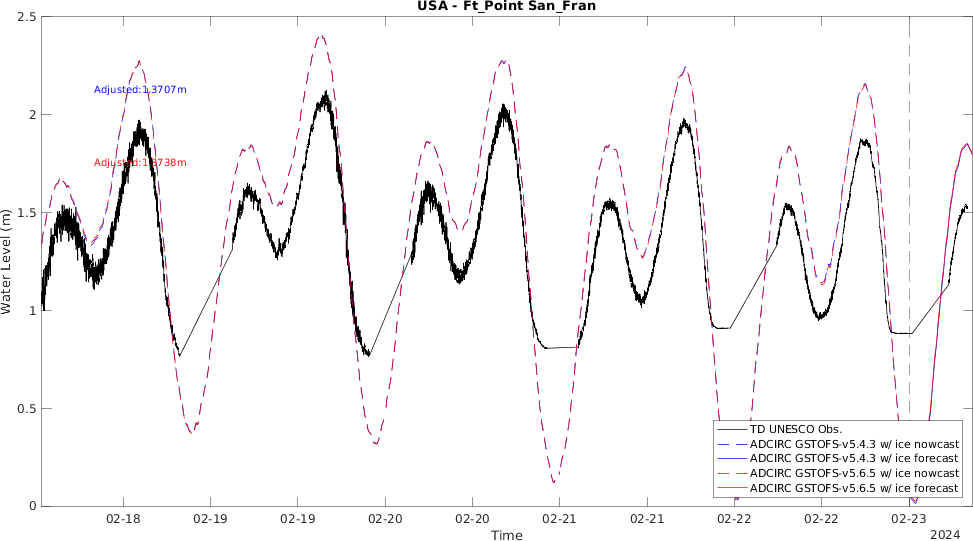 USA - Ft_Point San_Fran
2.5
2
1.5
1
0.5
0
Water Level (m)
Adjusted:1.3707m
Adjusted:1.3738m
TD UNESCO Obs.
ADCIRC GSTOFS-v5.4.3 w/ ice nowcast
ADCIRC GSTOFS-v5.4.3 w/ ice forecast
ADCIRC GSTOFS-v5.6.5 w/ ice nowcast
ADCIRC GSTOFS-v5.6.5 w/ ice forecast
02-18 02-19 02-19 02-20 02-20 02-21 02-21 02-22 02-22 02-23
Time
2024